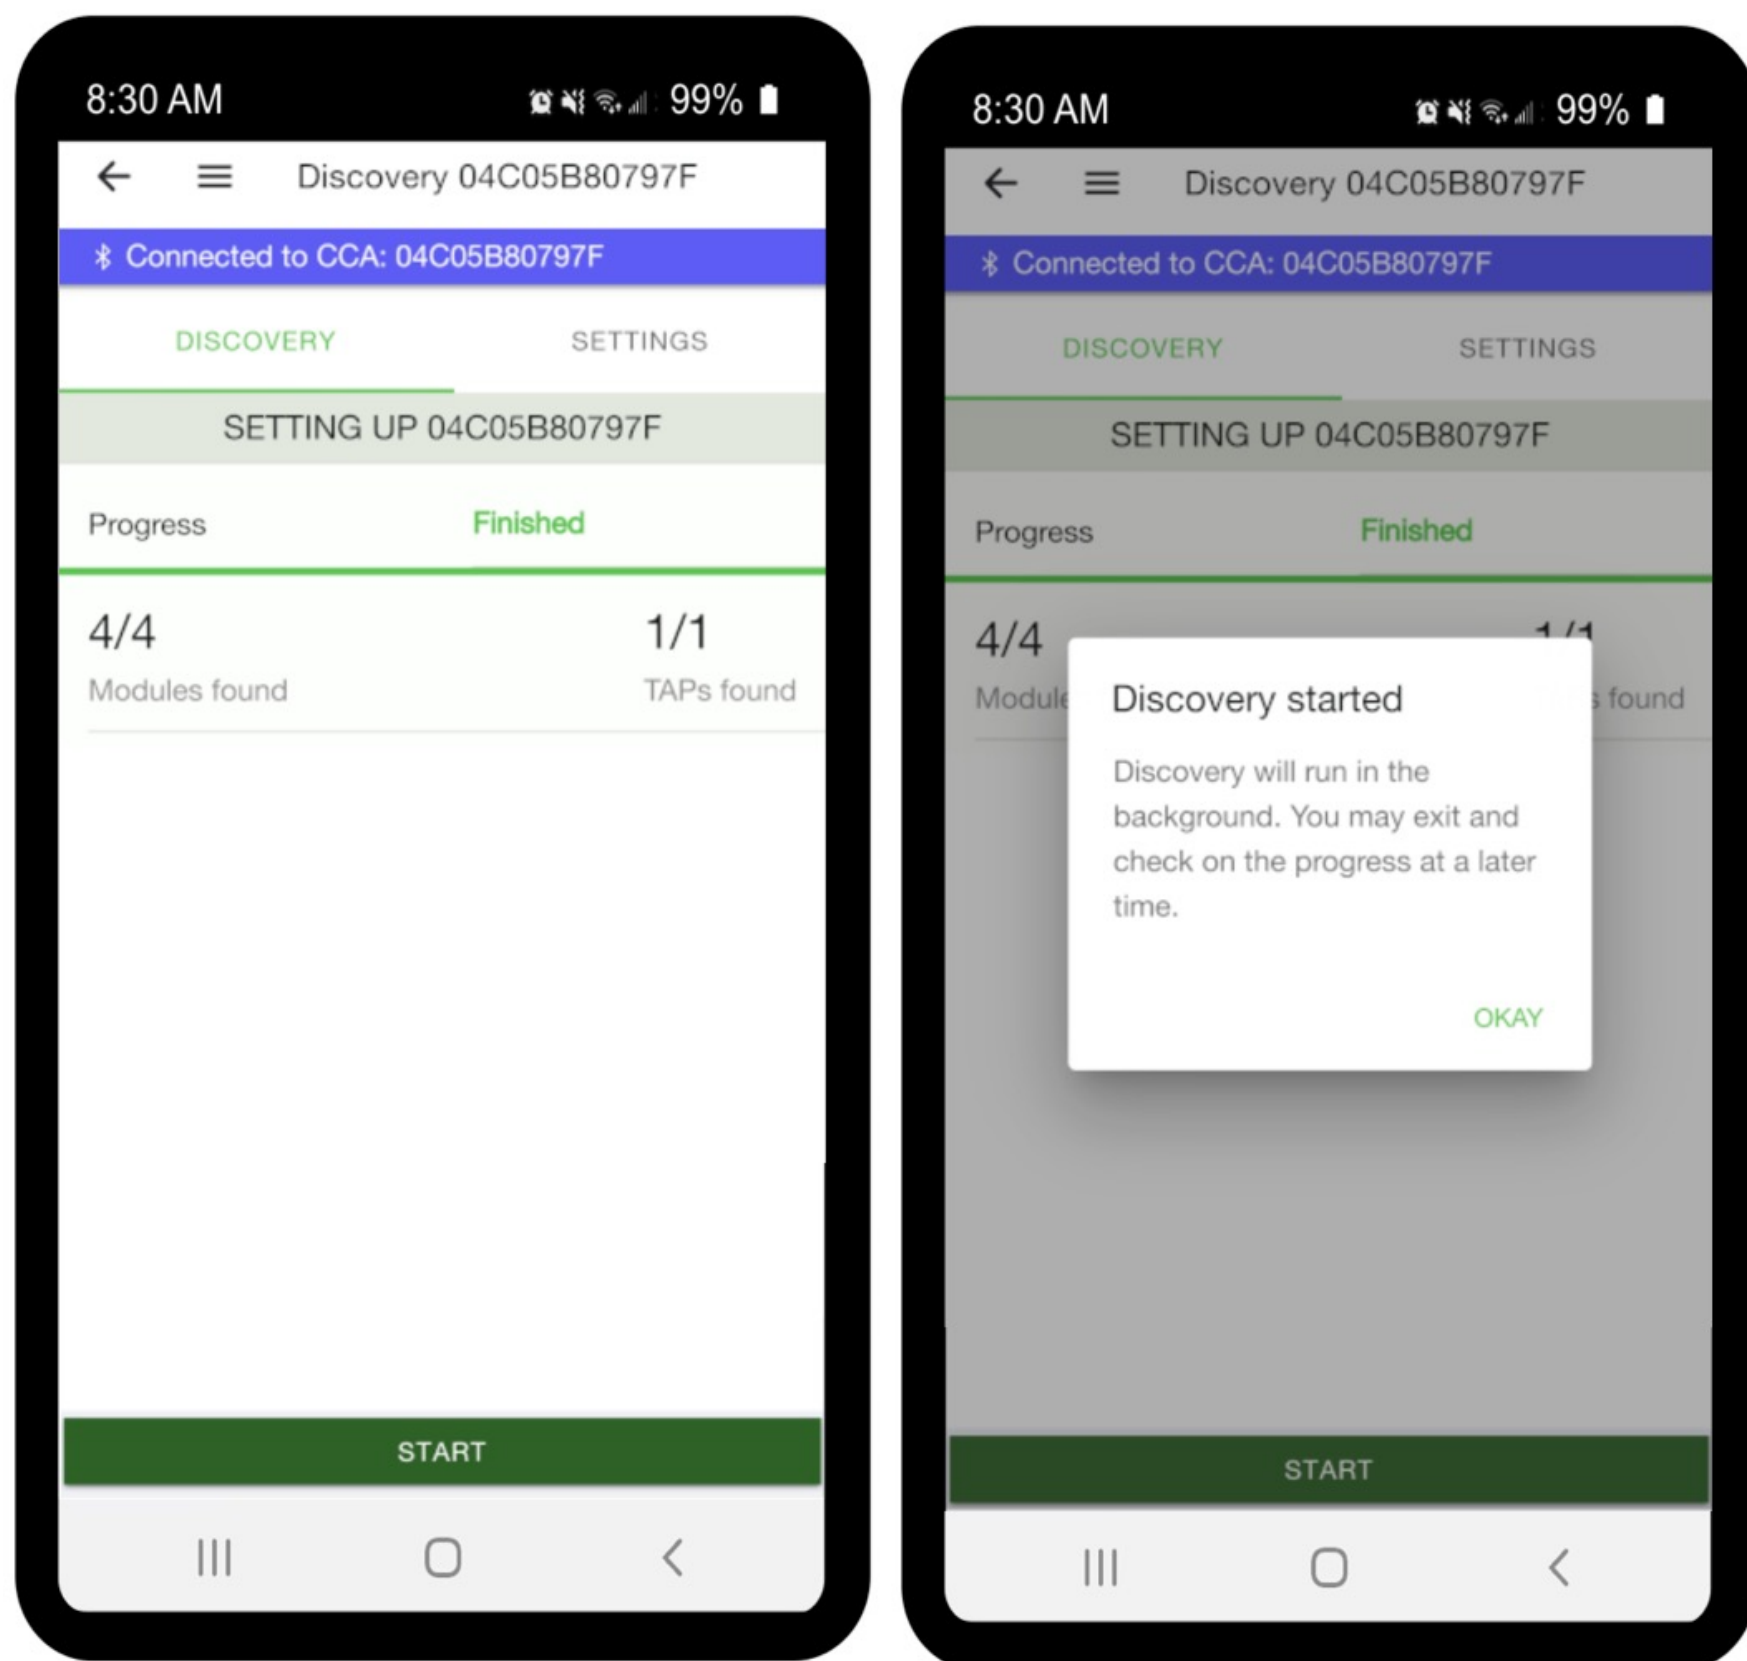 8:30 AM 99%
Discovery 04C05B80797F
Connected to CCA: 04C05B80797F
DISCOVERY SETTINGS
SETTING UP 04C05B80797F
Progress Finished
4/4 1/1
Modules found TAPs found
START
8:30 AM 99%
Discovery 04C05B80797F
Connected to CCA: 04C05B80797F
DISCOVERY SETTINGS
SETTING UP 04C05B80797F
Progress Finished
4/4 1/1
found
Discovery started
Discovery will run in the
background. You may exit and
check on the progress at a later
time.
OKAY
START